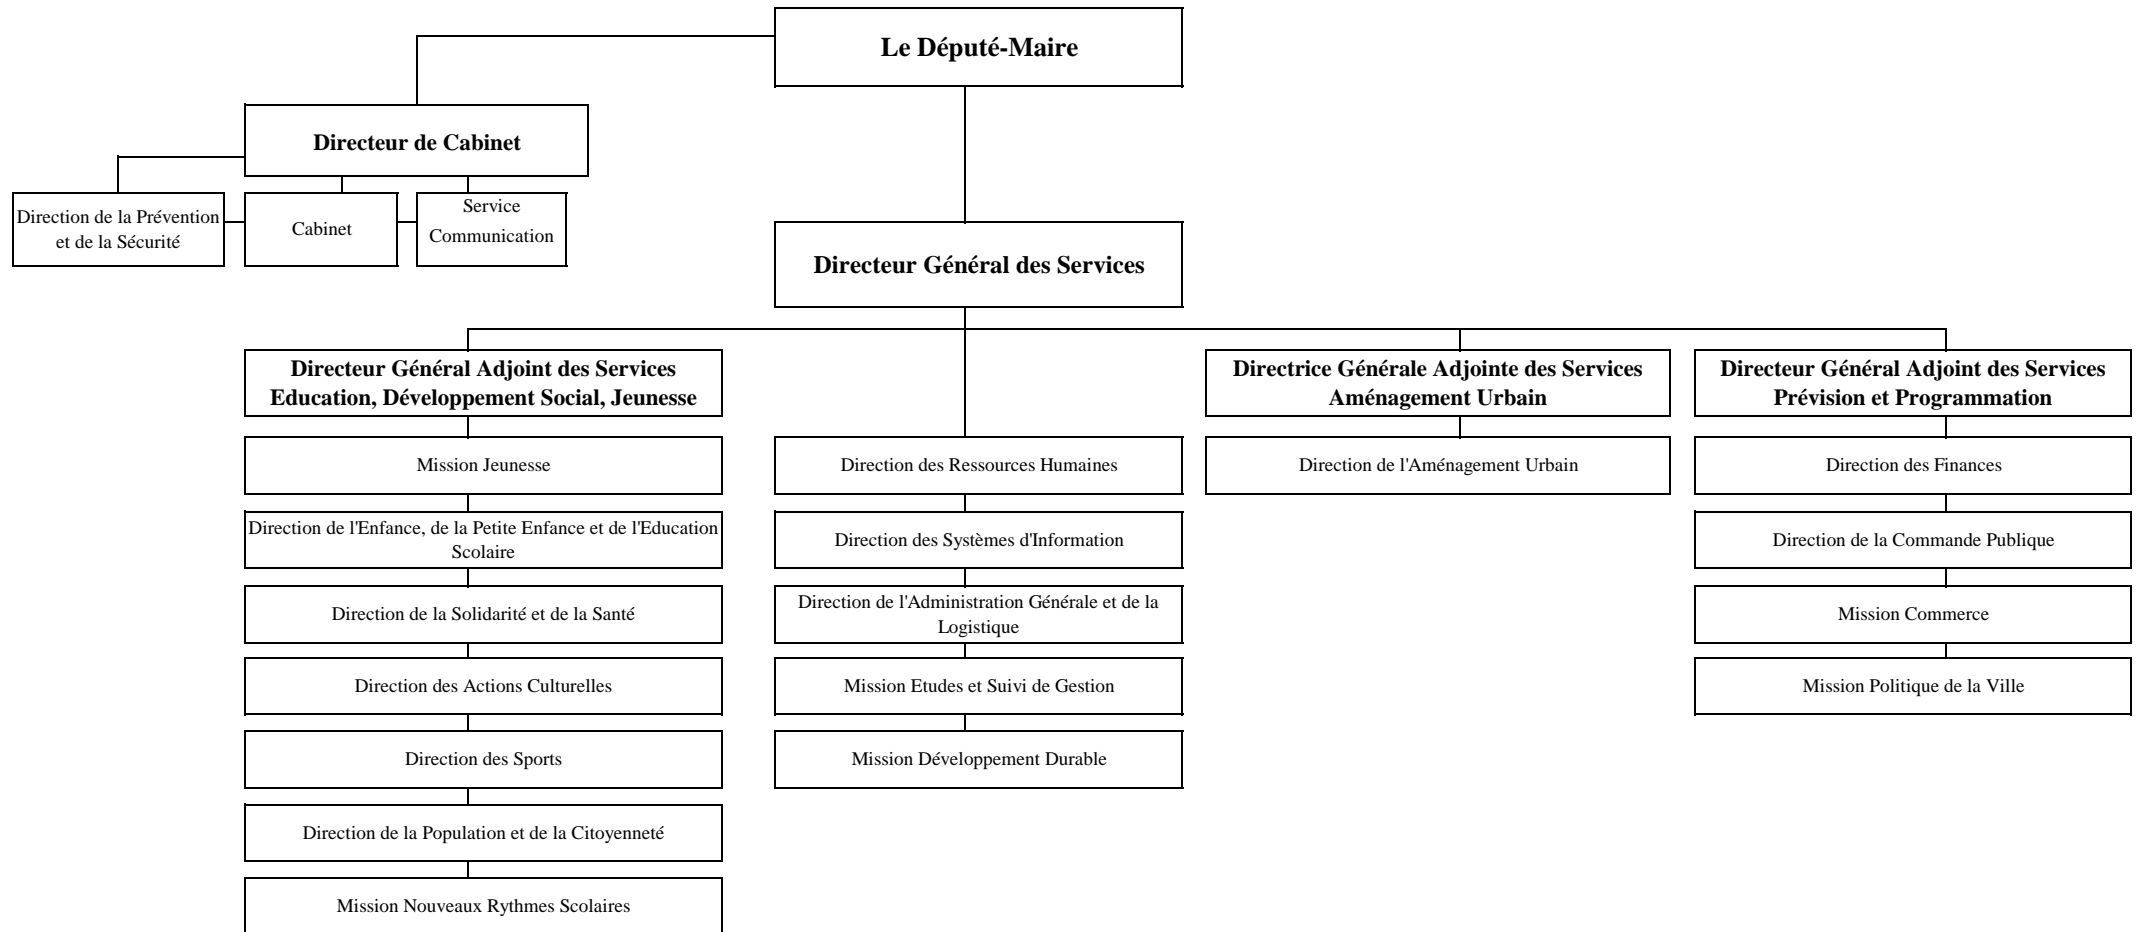 Le Député-Maire
Directeur de Cabinet
Direction de la Prévention
et de la Sécurité
Cabinet
Service
Communication
Directeur Général des Services
Directeur Général Adjoint des Services
Education, Développement Social, Jeunesse
Directrice Générale Adjointe des Services
Aménagement Urbain
Directeur Général Adjoint des Services
Prévision et Programmation
Mission Jeunesse
Direction des Ressources Humaines
Direction de l'Aménagement Urbain
Direction des Finances
Direction de l'Enfance, de la Petite Enfance et de l'Education
Scolaire
Direction des Systèmes d'Information
Direction de la Commande Publique
Direction de la Solidarité et de la Santé
Direction de l'Administration Générale et de la
Logistique
Mission Commerce
Direction des Actions Culturelles
Mission Etudes et Suivi de Gestion
Mission Politique de la Ville
Direction des Sports
Mission Développement Durable
Direction de la Population et de la Citoyenneté
Mission Nouveaux Rythmes Scolaires